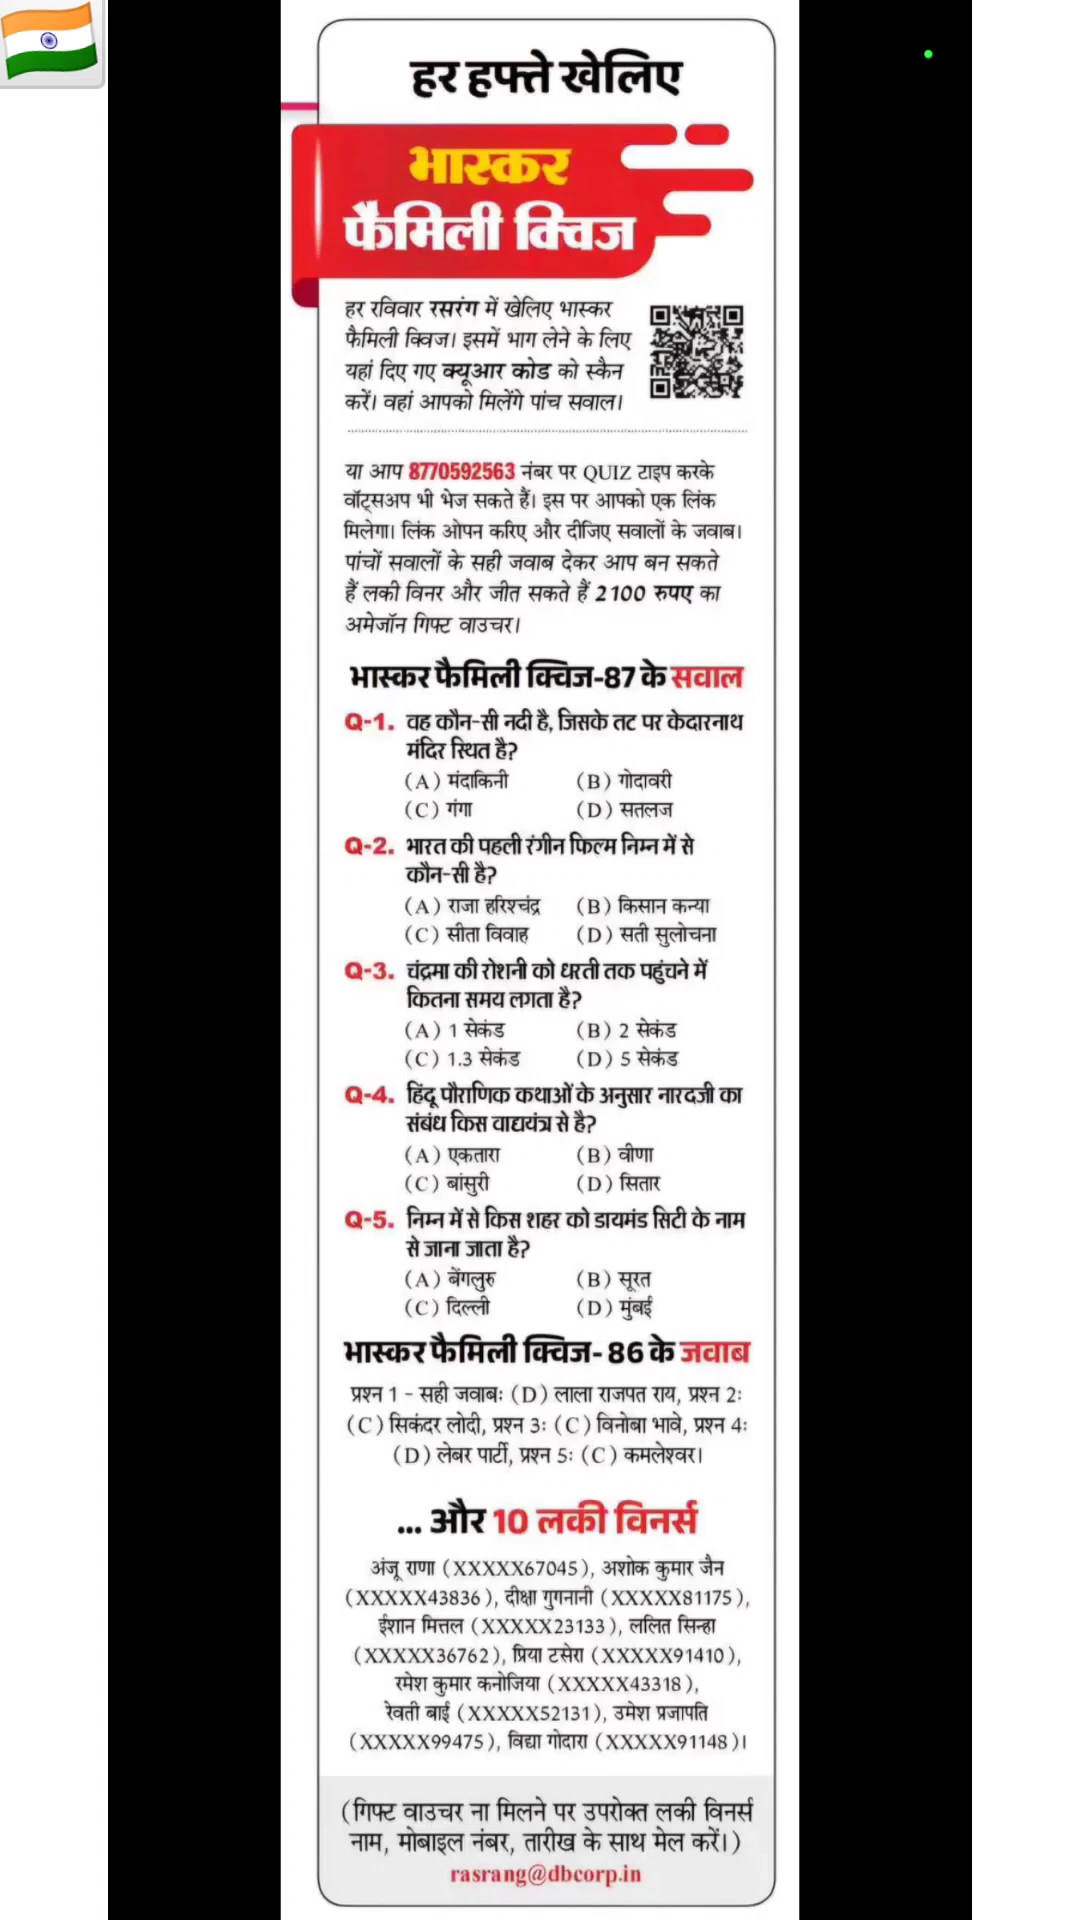 हर हफ्ते खेलिए
भास्कर
फैमिली क्विज
हर रविवार रसरंग में खेलिए भास्कर
फैमिली क्विज। इसमें भाग लेने के लिए
यहां दिए गए क्यूआर कोड को स्कैन
करें। वहां आपको मिलेंगे पांच सवाल।
या आप 8770592563 नंबर पर QUIZ टाइप करके
वॉट्सअप भी भेज सकते हैं। इस पर आपको एक लिंक
मिलेगा। लिंक ओपन करिए और दीजिए सवालों के जवाब।
पांचों सवालों के सही जवाब देकर आप बन सकते
हैं लकी विनर और जीत सकते हैं 2100 रुपए का
अमेजॉन गिफ्ट वाउचर।
भास्कर फैमिली क्विज-87 के सवाल
Q-1. वह कौन-सी नदी है, जिसके तट पर केदारनाथ
मंदिर स्थित है?
(A) मंदाकिनी (B) गोदावरी
(C) गंगा (D) सतलज
Q-2. भारत की पहली रंगीन फिल्म निम्न में से
कौन-सी है?
(A) राजा हरिश्चंद्र (B) किसान कन्या
(C) सीता विवाह (D) सती सुलोचना
Q-3. चंद्रमा की रोशनी को धरती तक पहुंचने में
कितना समय लगता है?
(A) 1 सेकंड (B) 2 सेकंड
(C) 1.3 सेकंड (D) 5 सेकंड
Q-4. हिंदू पौराणिक कथाओं के अनुसार नारदजी का
संबंध किस वाद्ययंत्र से है?
(A) एकतारा (B) वीणा
(C) बांसुरी (D) सितार
Q-5. निम्न में से किस शहर को डायमंड सिटी के नाम
से जाना जाता है?
(A) बेंगलुरु (B) सूरत
(C) दिल्ली (D) मुंबई
भास्कर फैमिली क्विज- 86 के जवाब
प्रश्न 1 - सही जवाबः (D) लाला राजपत राय, प्रश्न 2ः
(C) सिकंदर लोदी, प्रश्न 3ः (C) विनोबा भावे, प्रश्न 4ः
(D) लेबर पार्टी, प्रश्न 5ः (C) कमलेश्वर।
... और 10 लकी विनर्स
अंजू राणा (XXXXX67045), अशोक कुमार जैन
(XXXXX43836), दीक्षा गुगनानी (XXXXX81175),
ईशान मित्तल (XXXXX23133), ललित सिन्हा
(XXXXX36762), प्रिया टसेरा (XXXXX91410),
रमेश कुमार कनोजिया (XXXXX43318),
रेवती बाई (XXXXX52131), उमेश प्रजापति
(XXXXX99475), विद्या गोदारा (XXXXX91148)।
(गिफ्ट वाउचर ना मिलने पर उपरोक्त लकी विनर्स
नाम, मोबाइल नंबर, तारीख के साथ मेल करें।)
rasrang@dbcorp.in